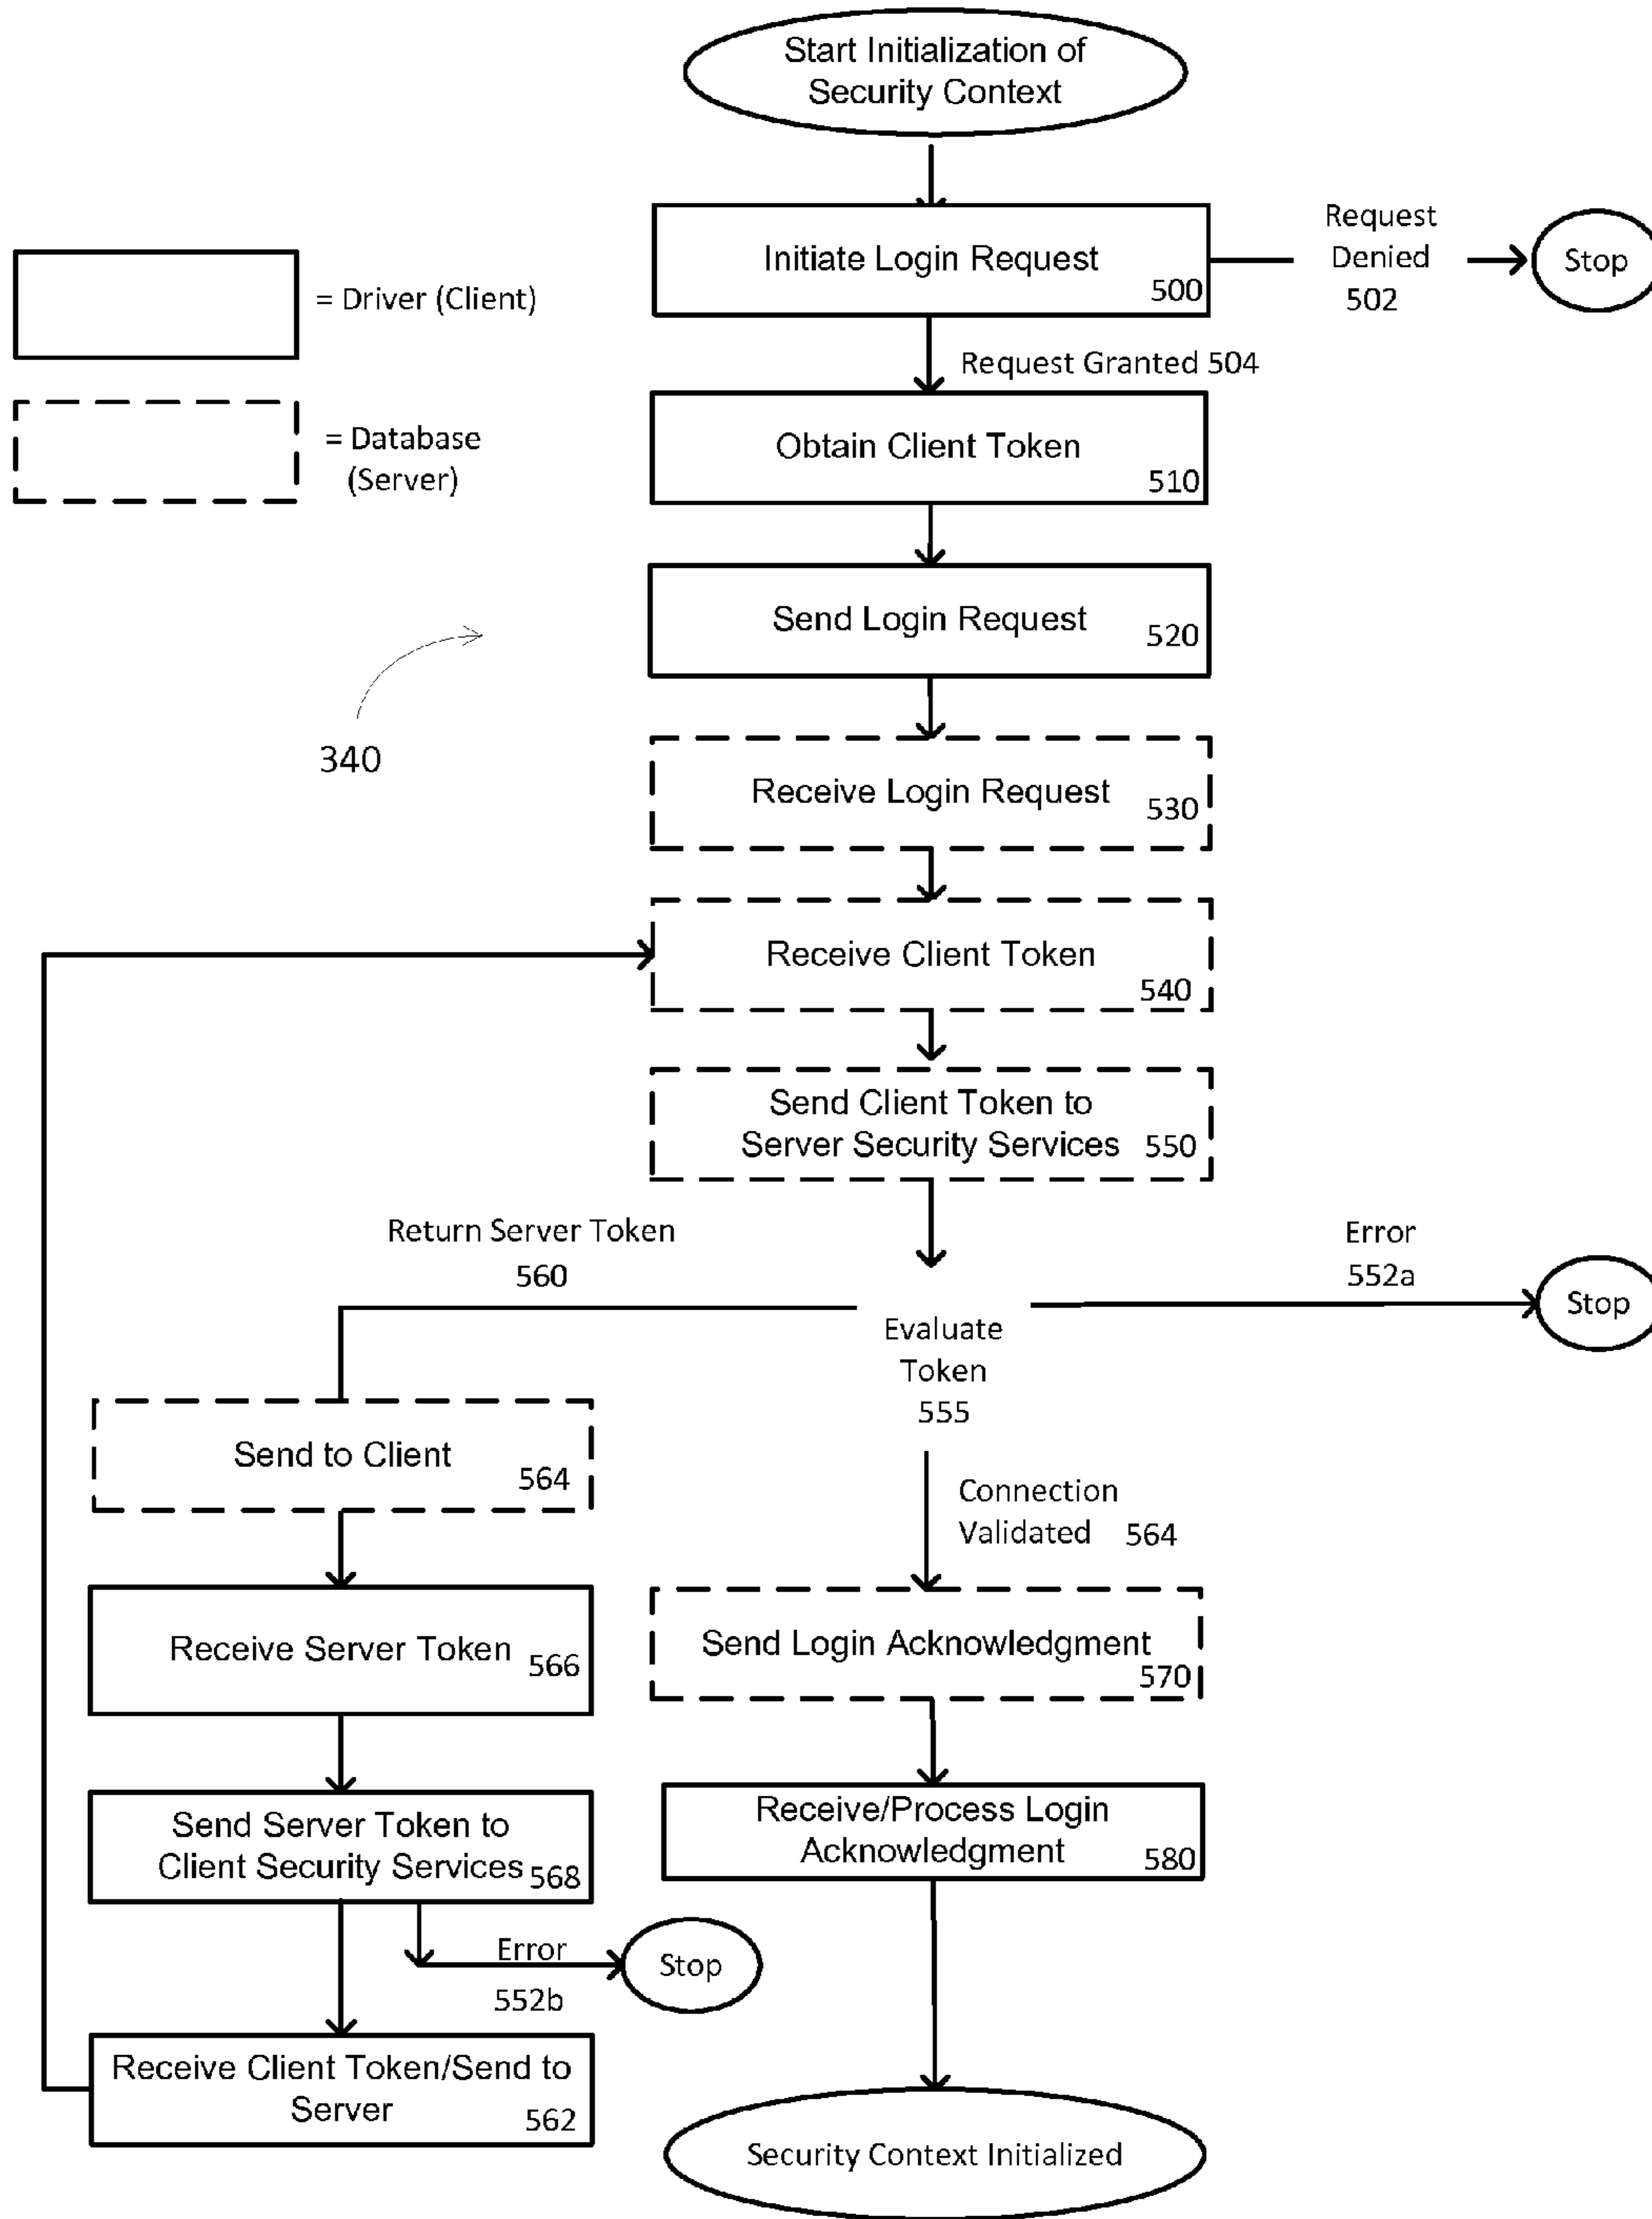 Start Initialization of
Security Context
Initiate Login Request
500
Request
Denied
502
Stop
= Driver (Client)
Request Granted 504
= Database
(Server)
Obtain Client Token
510
Send Login Request
520
340
Receive Login Request
530
Receive Client Token
540
Send Client Token to
Server Security Services 550
Return Server Token
560
Error
552a
Stop
Evaluate
Token
555
Send to Client
564
Connection
Validated 564
Receive Server Token
566
Send Login Acknowledgment
570
Send Server Token to
Client Security Services 568
Receive/Process Login
Acknowledgment
580
Error
552b
Stop
Receive Client Token/Send to
Server
562
Security Context Initialized